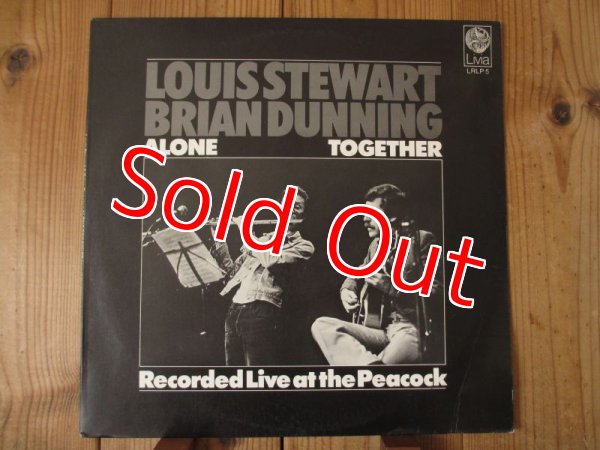 Livia
LRLP 5
LOUIS STEWART
BRIAN DUNNING
ALONE TOGETHER
Sold Out
Recorded Live at the Peacock